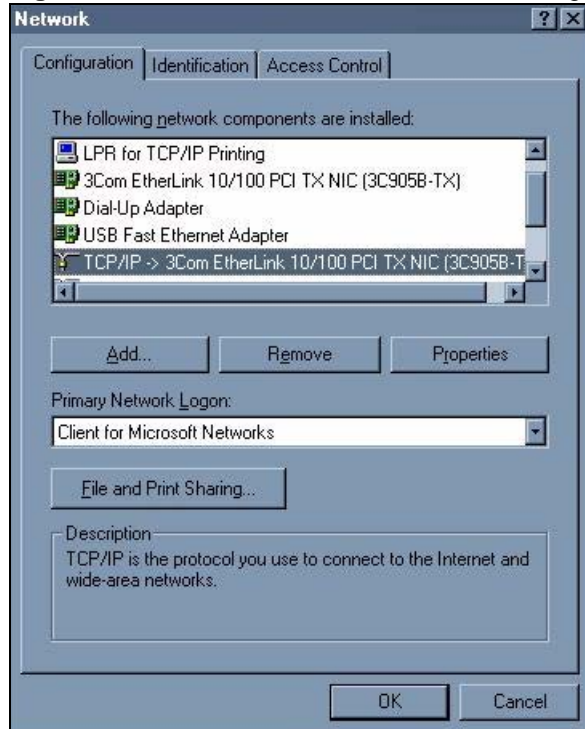 Network
Configuration Identification Access Control
The following network components are installed:
LPR for TCP/IP Printing
3Com EtherLink 10/100 PCI TX NIC (3C905B-TX)
Dial-Up Adapter
USB Fast Ethernet Adapter
TCP/IP -> 3Com EtherLink 10/100 PCI TX NIC (3C905B-T
Add... Remove Properties
Primary Network Logon:
Client for Microsoft Networks
File and Print Sharing...
Description
TCP/IP is the protocol you use to connect to the Internet and
wide-area networks.
OK Cancel